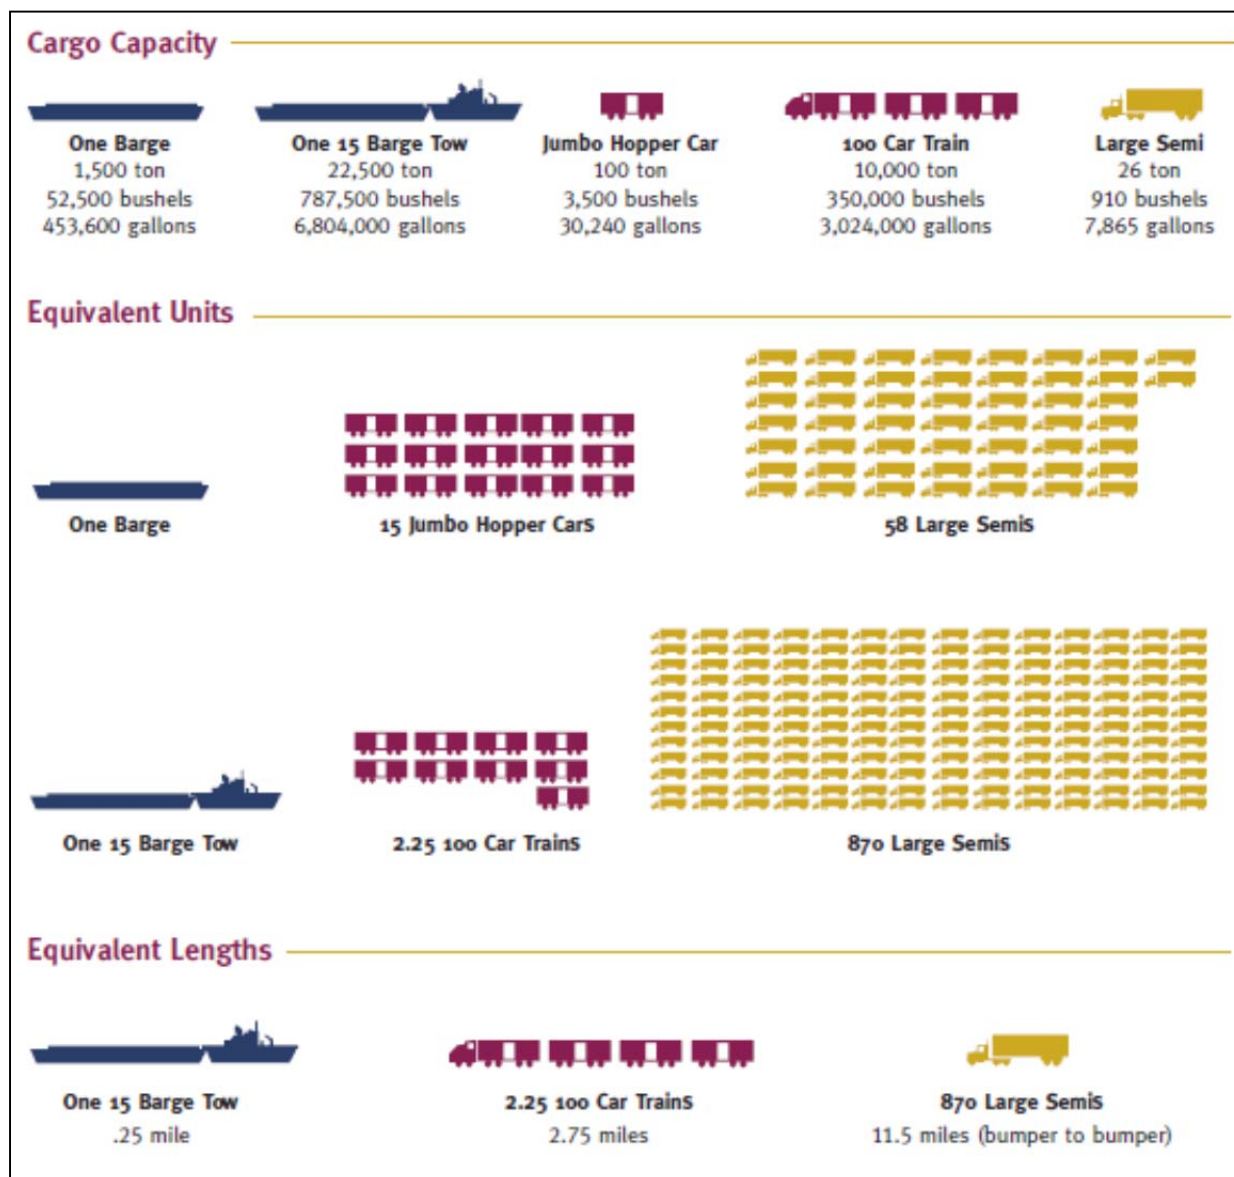 Cargo Capacity
One Barge
1,500 ton
52,500 bushels
453,600 gallons
One 15 Barge Tow
22,500 ton
787,500 bushels
6,804,000 gallons
Jumbo Hopper Car
100 ton
3,500 bushels
30,240 gallons
100 Car Train
10,000 ton
350,000 bushels
3,024,000 gallons
Large Semi
26 ton
910 bushels
7,865 gallons
Equivalent Units
One Barge
15 Jumbo Hopper Cars
58 Large Semis
One 15 Barge Tow
2.25 100 Car Trains
870 Large Semis
Equivalent Lengths
One 15 Barge Tow
.25 mile
2.25 100 Car Trains
2.75 miles
870 Large Semis
11.5 miles (bumper to bumper)